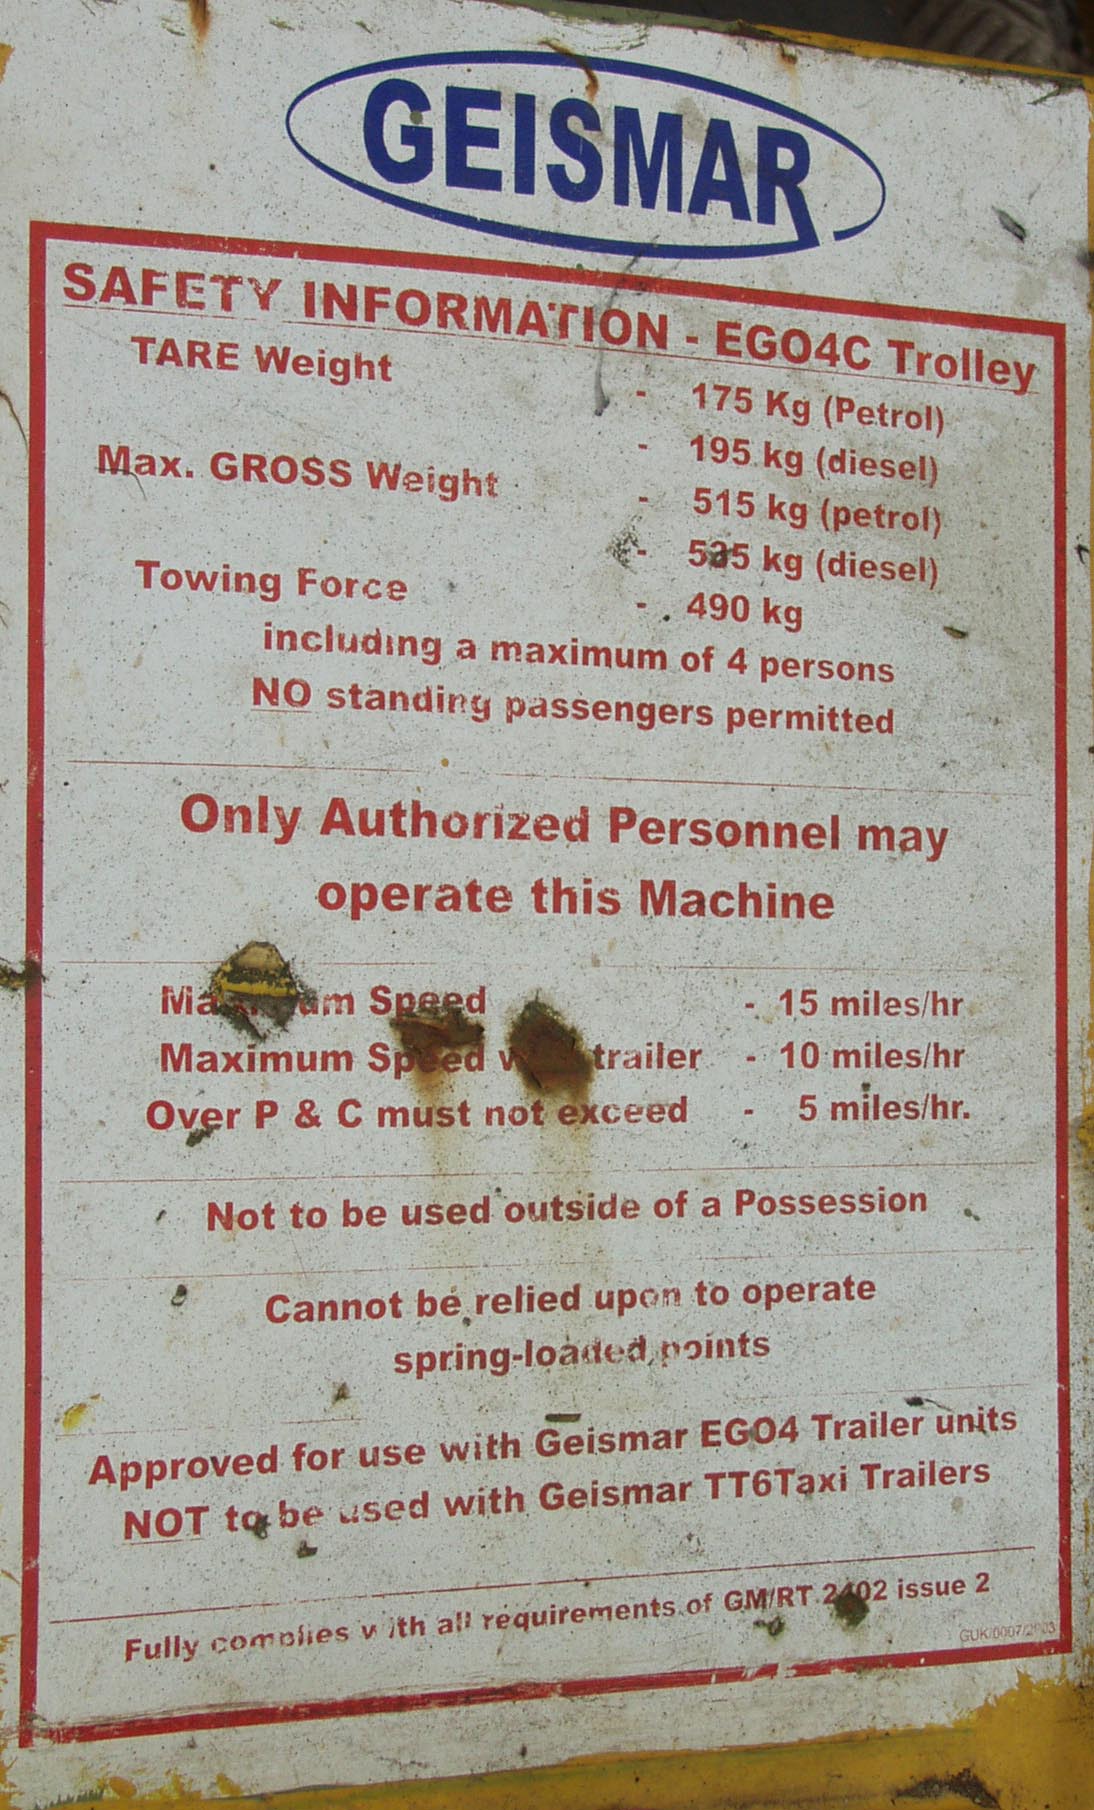 GEISMAR
SAFETY INFORMATION - EGO4C Trolley
TARE Weight - 175 Kg (Petrol)
- 195 kg (diesel)
Max. GROSS Weight - 515 kg (petrol)
- 535 kg (diesel)
Towing Force - 490 kg
including a maximum of 4 persons
NO standing passengers permitted
Only Authorized Personnel may
operate this Machine
Maximum Speed - 15 miles/hr
Maximum Speed with trailer - 10 miles/hr
Over P & C must not exceed - 5 miles/hr.
Not to be used outside of a Possession
Cannot be relied upon to operate
spring-loaded points
Approved for use with Geismar EGO4 Trailer units
NOT to be used with Geismar TT6Taxi Trailers
Fully complies with all requirements of GM/RT 2402 issue 2
GUK/0007/2003